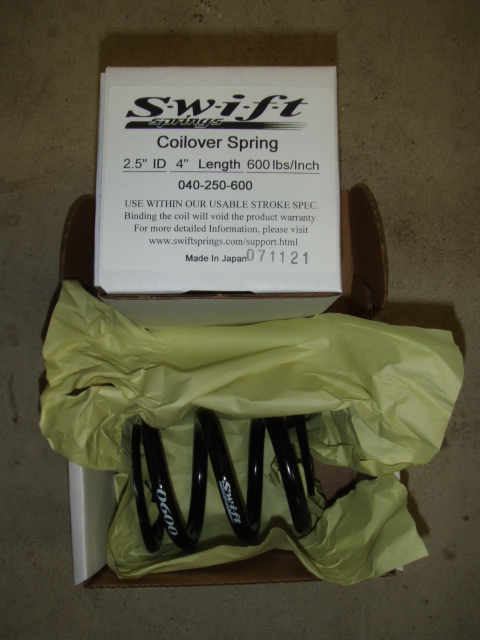 S-w-i-f-t
springs
Coilover Spring
2.5" ID 4" Length 600 lbs/Inch
040-250-600
USE WITHIN OUR USABLE STROKE SPEC.
Binding the coil will void the product warranty
For more detailed Information, please visit
www.swiftsprings.com/support.html
Made In Japan 071121
0600
Swift